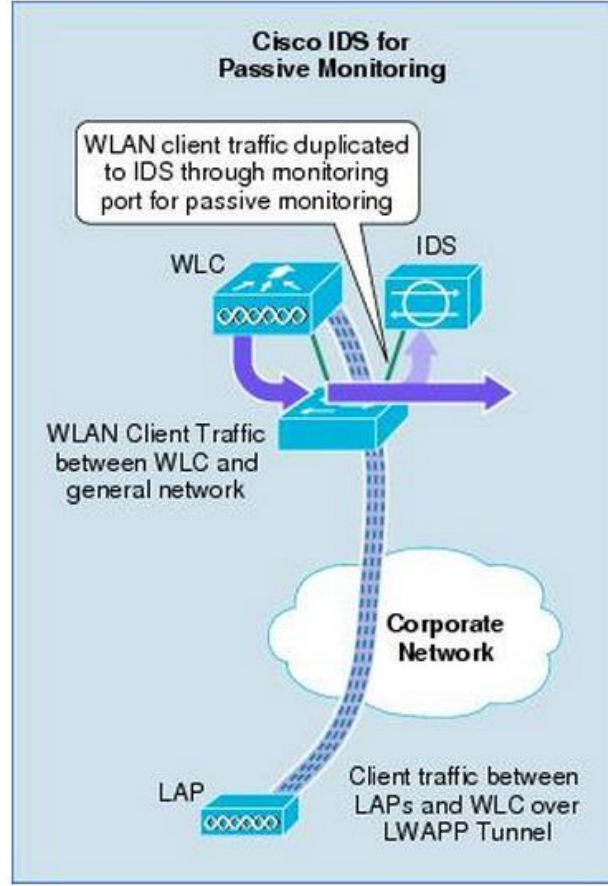 Cisco IDS for
Passive Monitoring
WLAN client traffic duplicated
to IDS through monitoring
port for passive monitoring
IDS
WLC
WLAN Client Traffic
between WLC and
general network
Corporate
Network
LAP
Client traffic between
LAPs and WLC over
LWAPP Tunnel